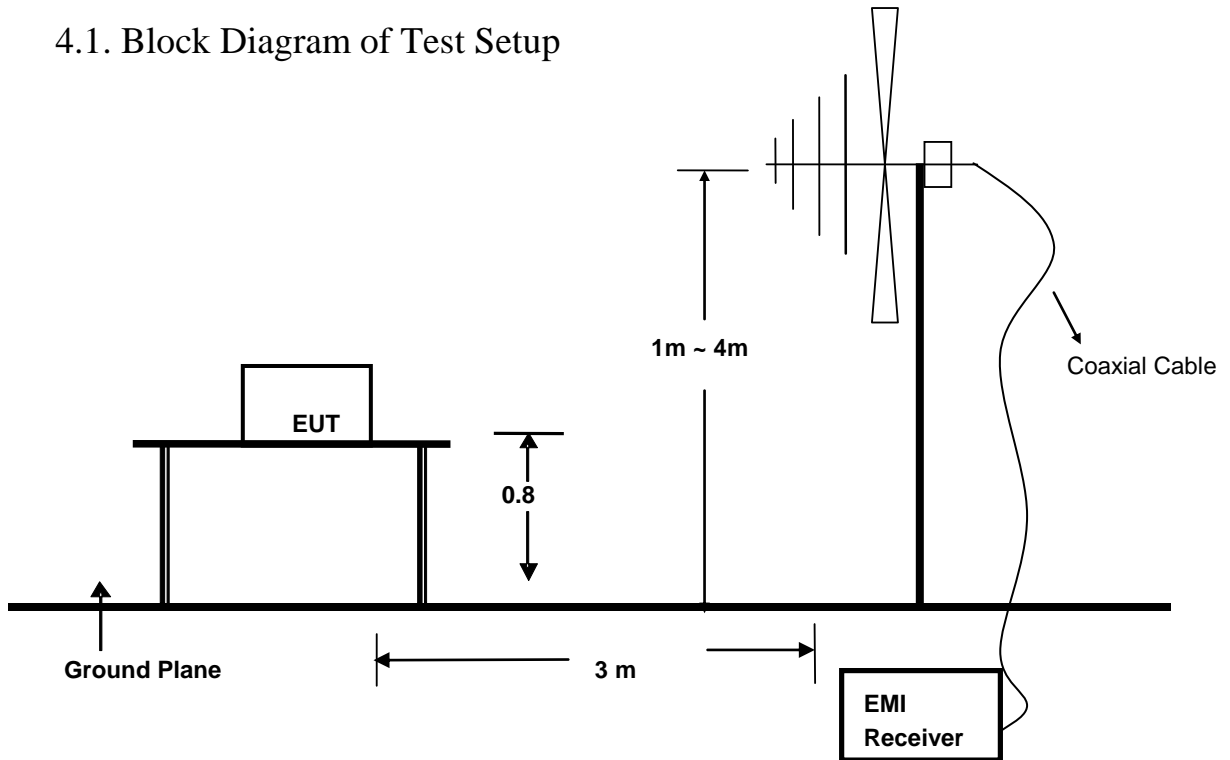 4.1. Block Diagram of Test Setup
1m ~ 4m
Coaxial Cable
EUT
0.8
Ground Plane
3 m
EMI
Receiver